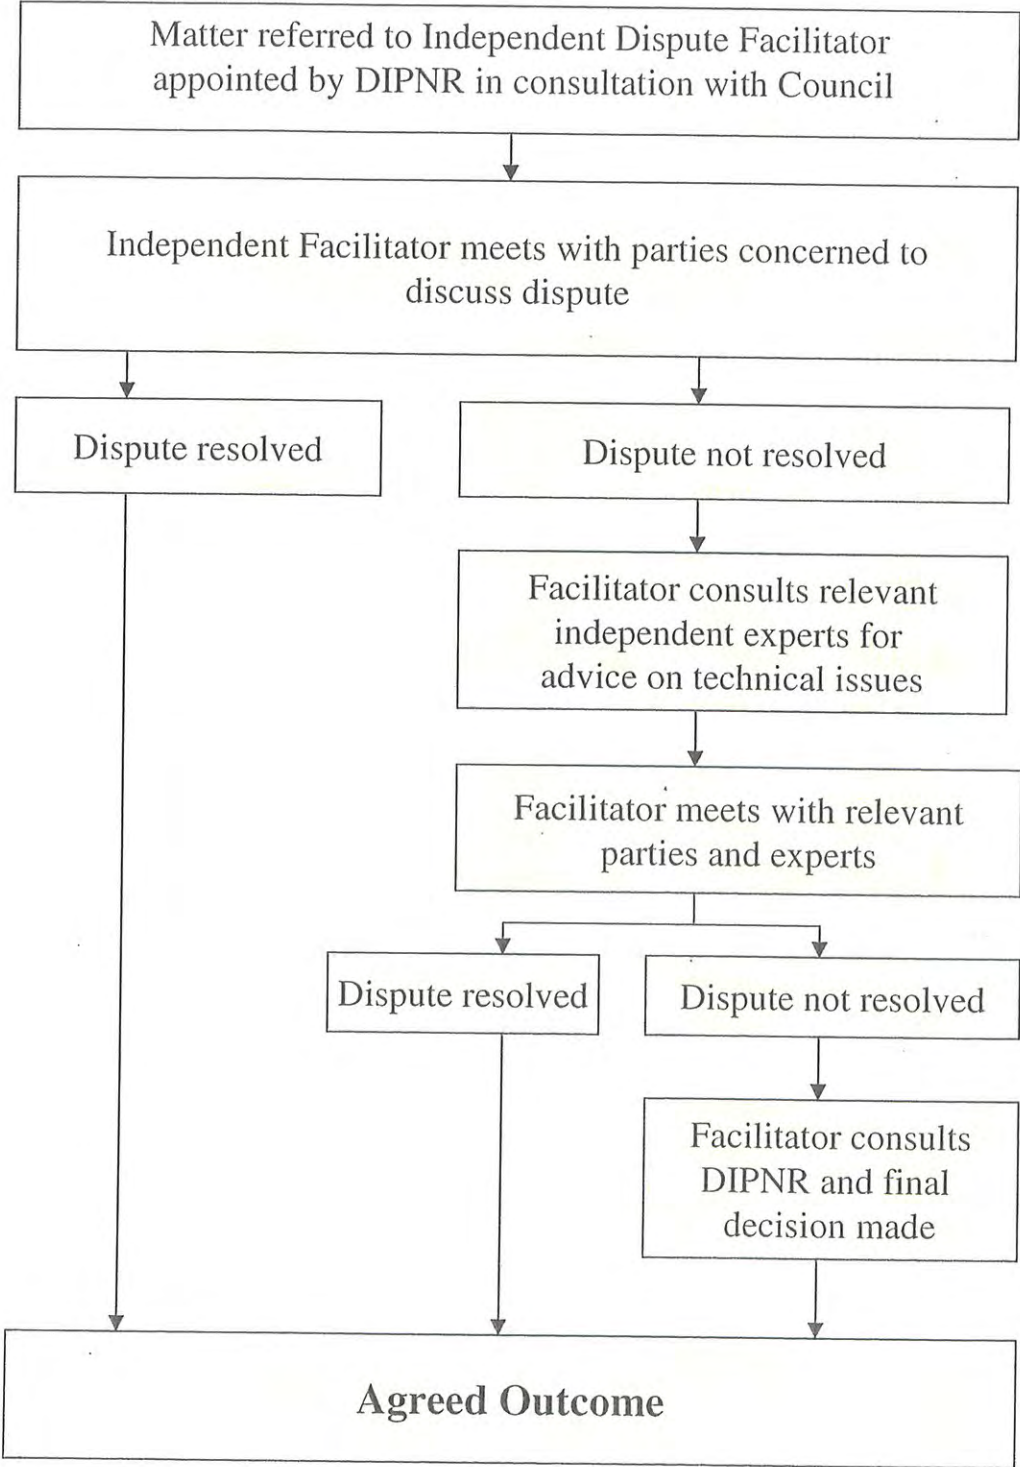 Matter referred to Independent Dispute Facilitator
appointed by DIPNR in consultation with Council
Independent Facilitator meets with parties concerned to
discuss dispute
Dispute resolved
Dispute not resolved
Facilitator consults relevant
independent experts for
advice on technical issues
Facilitator meets with relevant
parties and experts
Dispute resolved
Dispute not resolved
Facilitator consults
DIPNR and final
decision made
Agreed Outcome